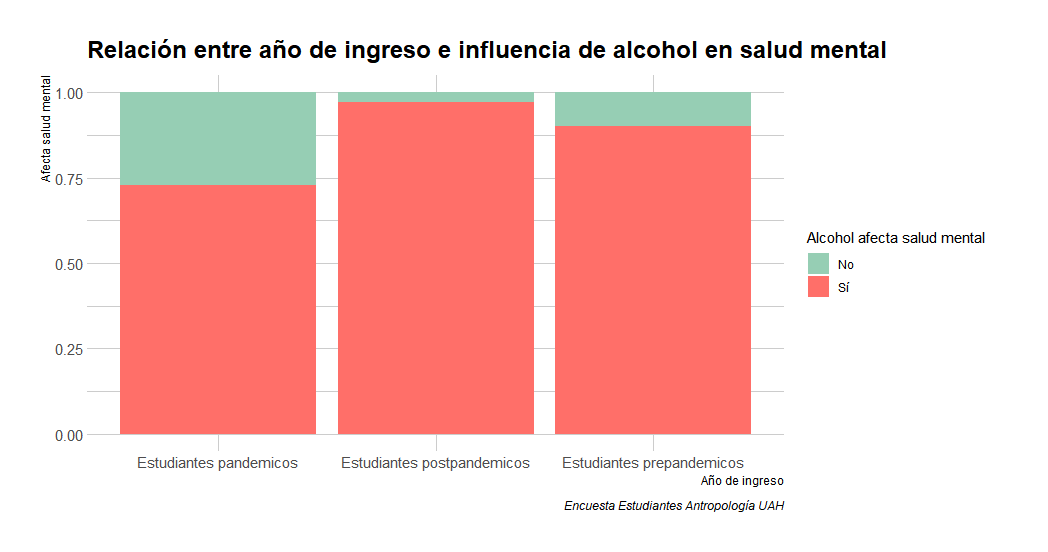 Relación entre año de ingreso e influencia de alcohol en salud mental
Afecta salud mental
1.00
0.75
0.50
0.25
0.00
Estudiantes pandemicos
Estudiantes postpandemicos
Estudiantes prepandemicos
Año de ingreso
Encuesta Estudiantes Antropología UAH
Alcohol afecta salud mental
No
Sí